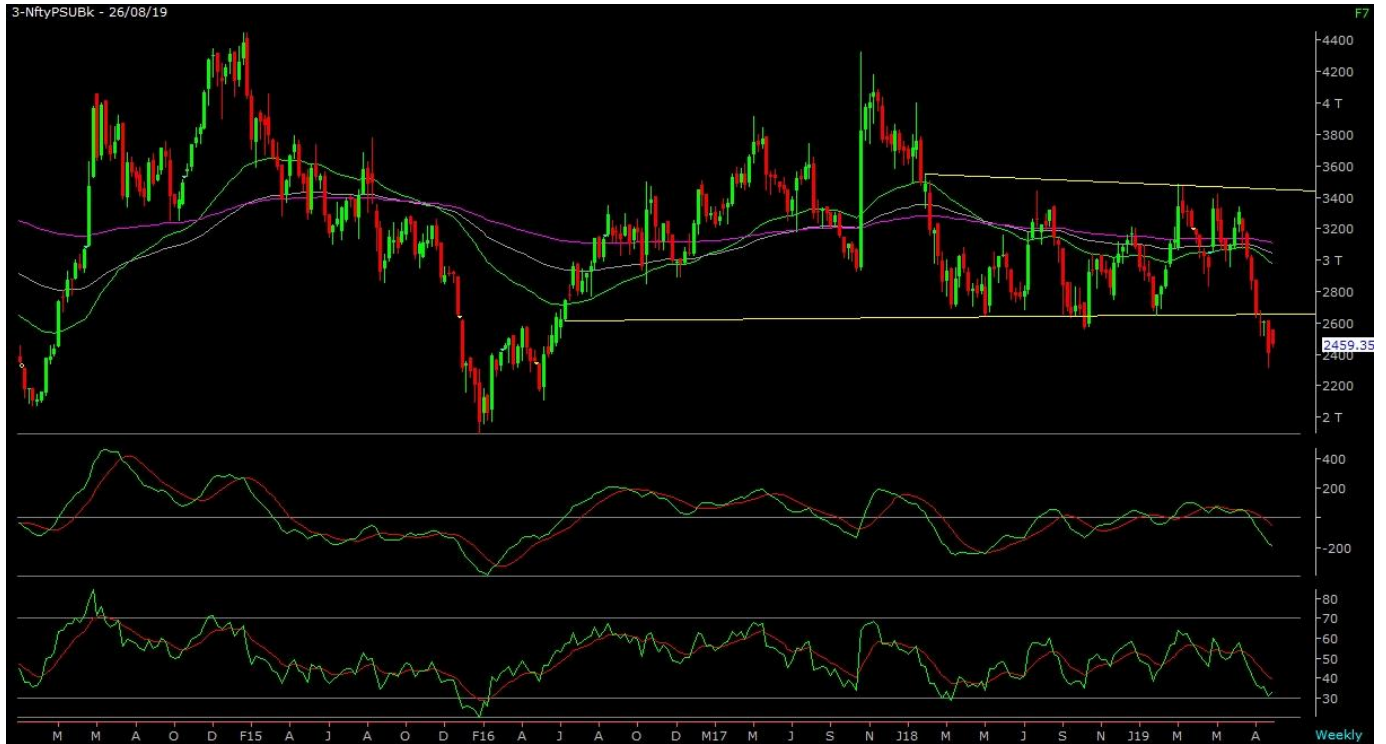 3-NftyPSUBk - 26/08/19
F7
4400
4200
4 T
3800
3600
3400
3200
3 T
2800
2600
2459.35
2400
2200
2 T
400
200
-200
80
70
60
50
40
30
M M A O D F15 A J A O D F16 A J A O D M17 M J S N J18 M M J S N J19 M M A
Weekly